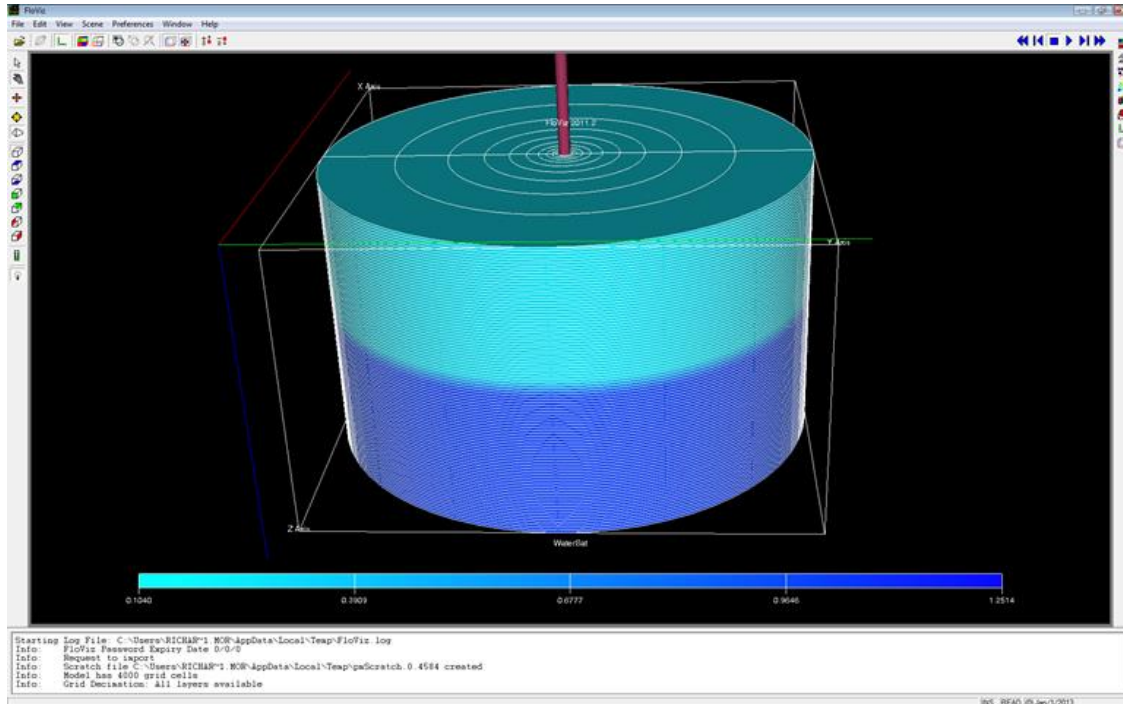 FloViz
File Edit View Scene Preferences Window Help
X Axis
FloViz 2011.2
Y Axis
Z Axis
WaterSat
0.1040 0.3909 0.6777 0.9646 1.2514
Starting Log File: C:\Users\RICHAR~1.MOR\AppData\Local\Temp\FloViz.log
Info: FloViz Password Expiry Date 0/0/0
Info: Request to import
Info: Scratch file C:\Users\RICHAR~1.MOR\AppData\Local\Temp\pmScratch.0.4584 created
Info: Model has 4000 grid cells
Info: Grid Decimation: All layers available